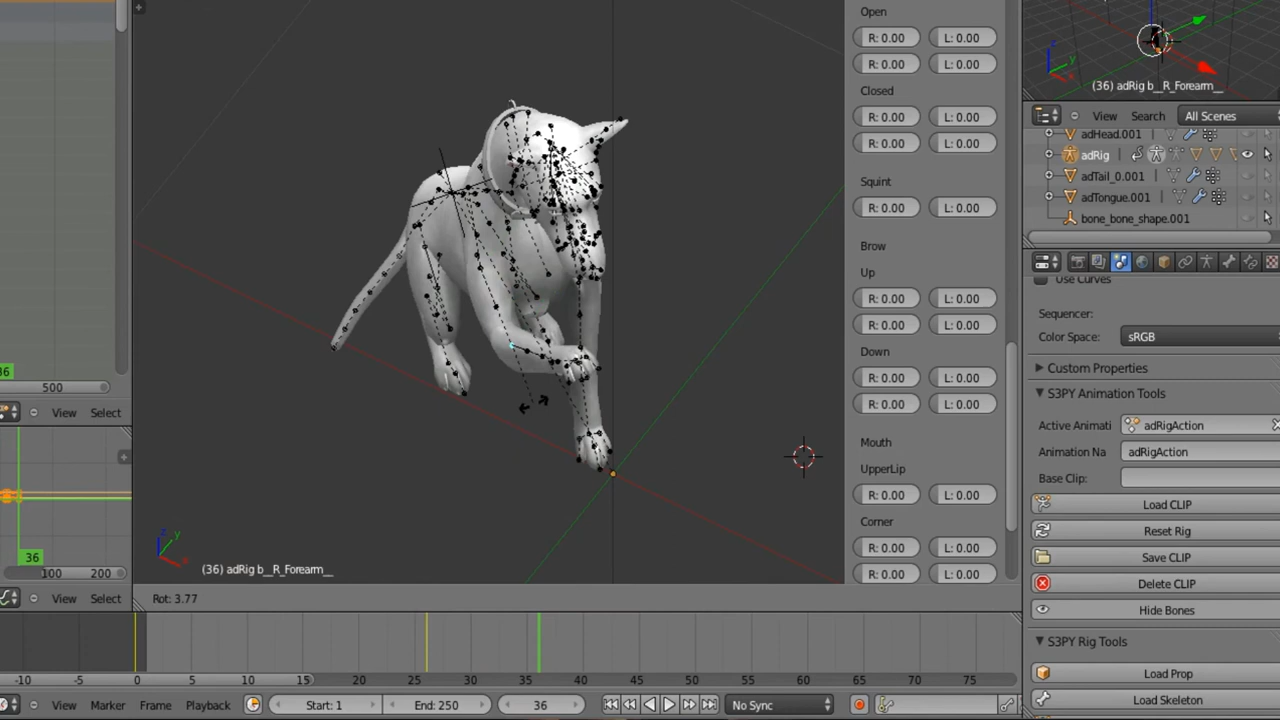 36
500
View Select
36
100 200
View Select
(36) adRig b__R_Forearm__
Rot: 3.77
-10 -5 0 5 10 15 20 25 30 35 40 45 50 55 60 65 70 75
View Marker Frame Playback Start: 1 End: 250 36 No Sync
Open
R: 0.00 L: 0.00
R: 0.00 L: 0.00
Closed
R: 0.00 L: 0.00
R: 0.00 L: 0.00
Squint
R: 0.00 L: 0.00
Brow
Up
R: 0.00 L: 0.00
R: 0.00 L: 0.00
Down
R: 0.00 L: 0.00
R: 0.00 L: 0.00
Mouth
UpperLip
R: 0.00 L: 0.00
Corner
R: 0.00 L: 0.00
R: 0.00 L: 0.00
(36) adRig b__R_Forearm__
View Search All Scenes
adHead.001
adRig
adTail_0.001
adTongue.001
bone_bone_shape.001
Use Curves
Sequencer:
Color Space: sRGB
Custom Properties
S3PY Animation Tools
Active Animati adRigAction
Animation Na adRigAction
Base Clip:
Load CLIP
Reset Rig
Save CLIP
Delete CLIP
Hide Bones
S3PY Rig Tools
Load Prop
Load Skeleton